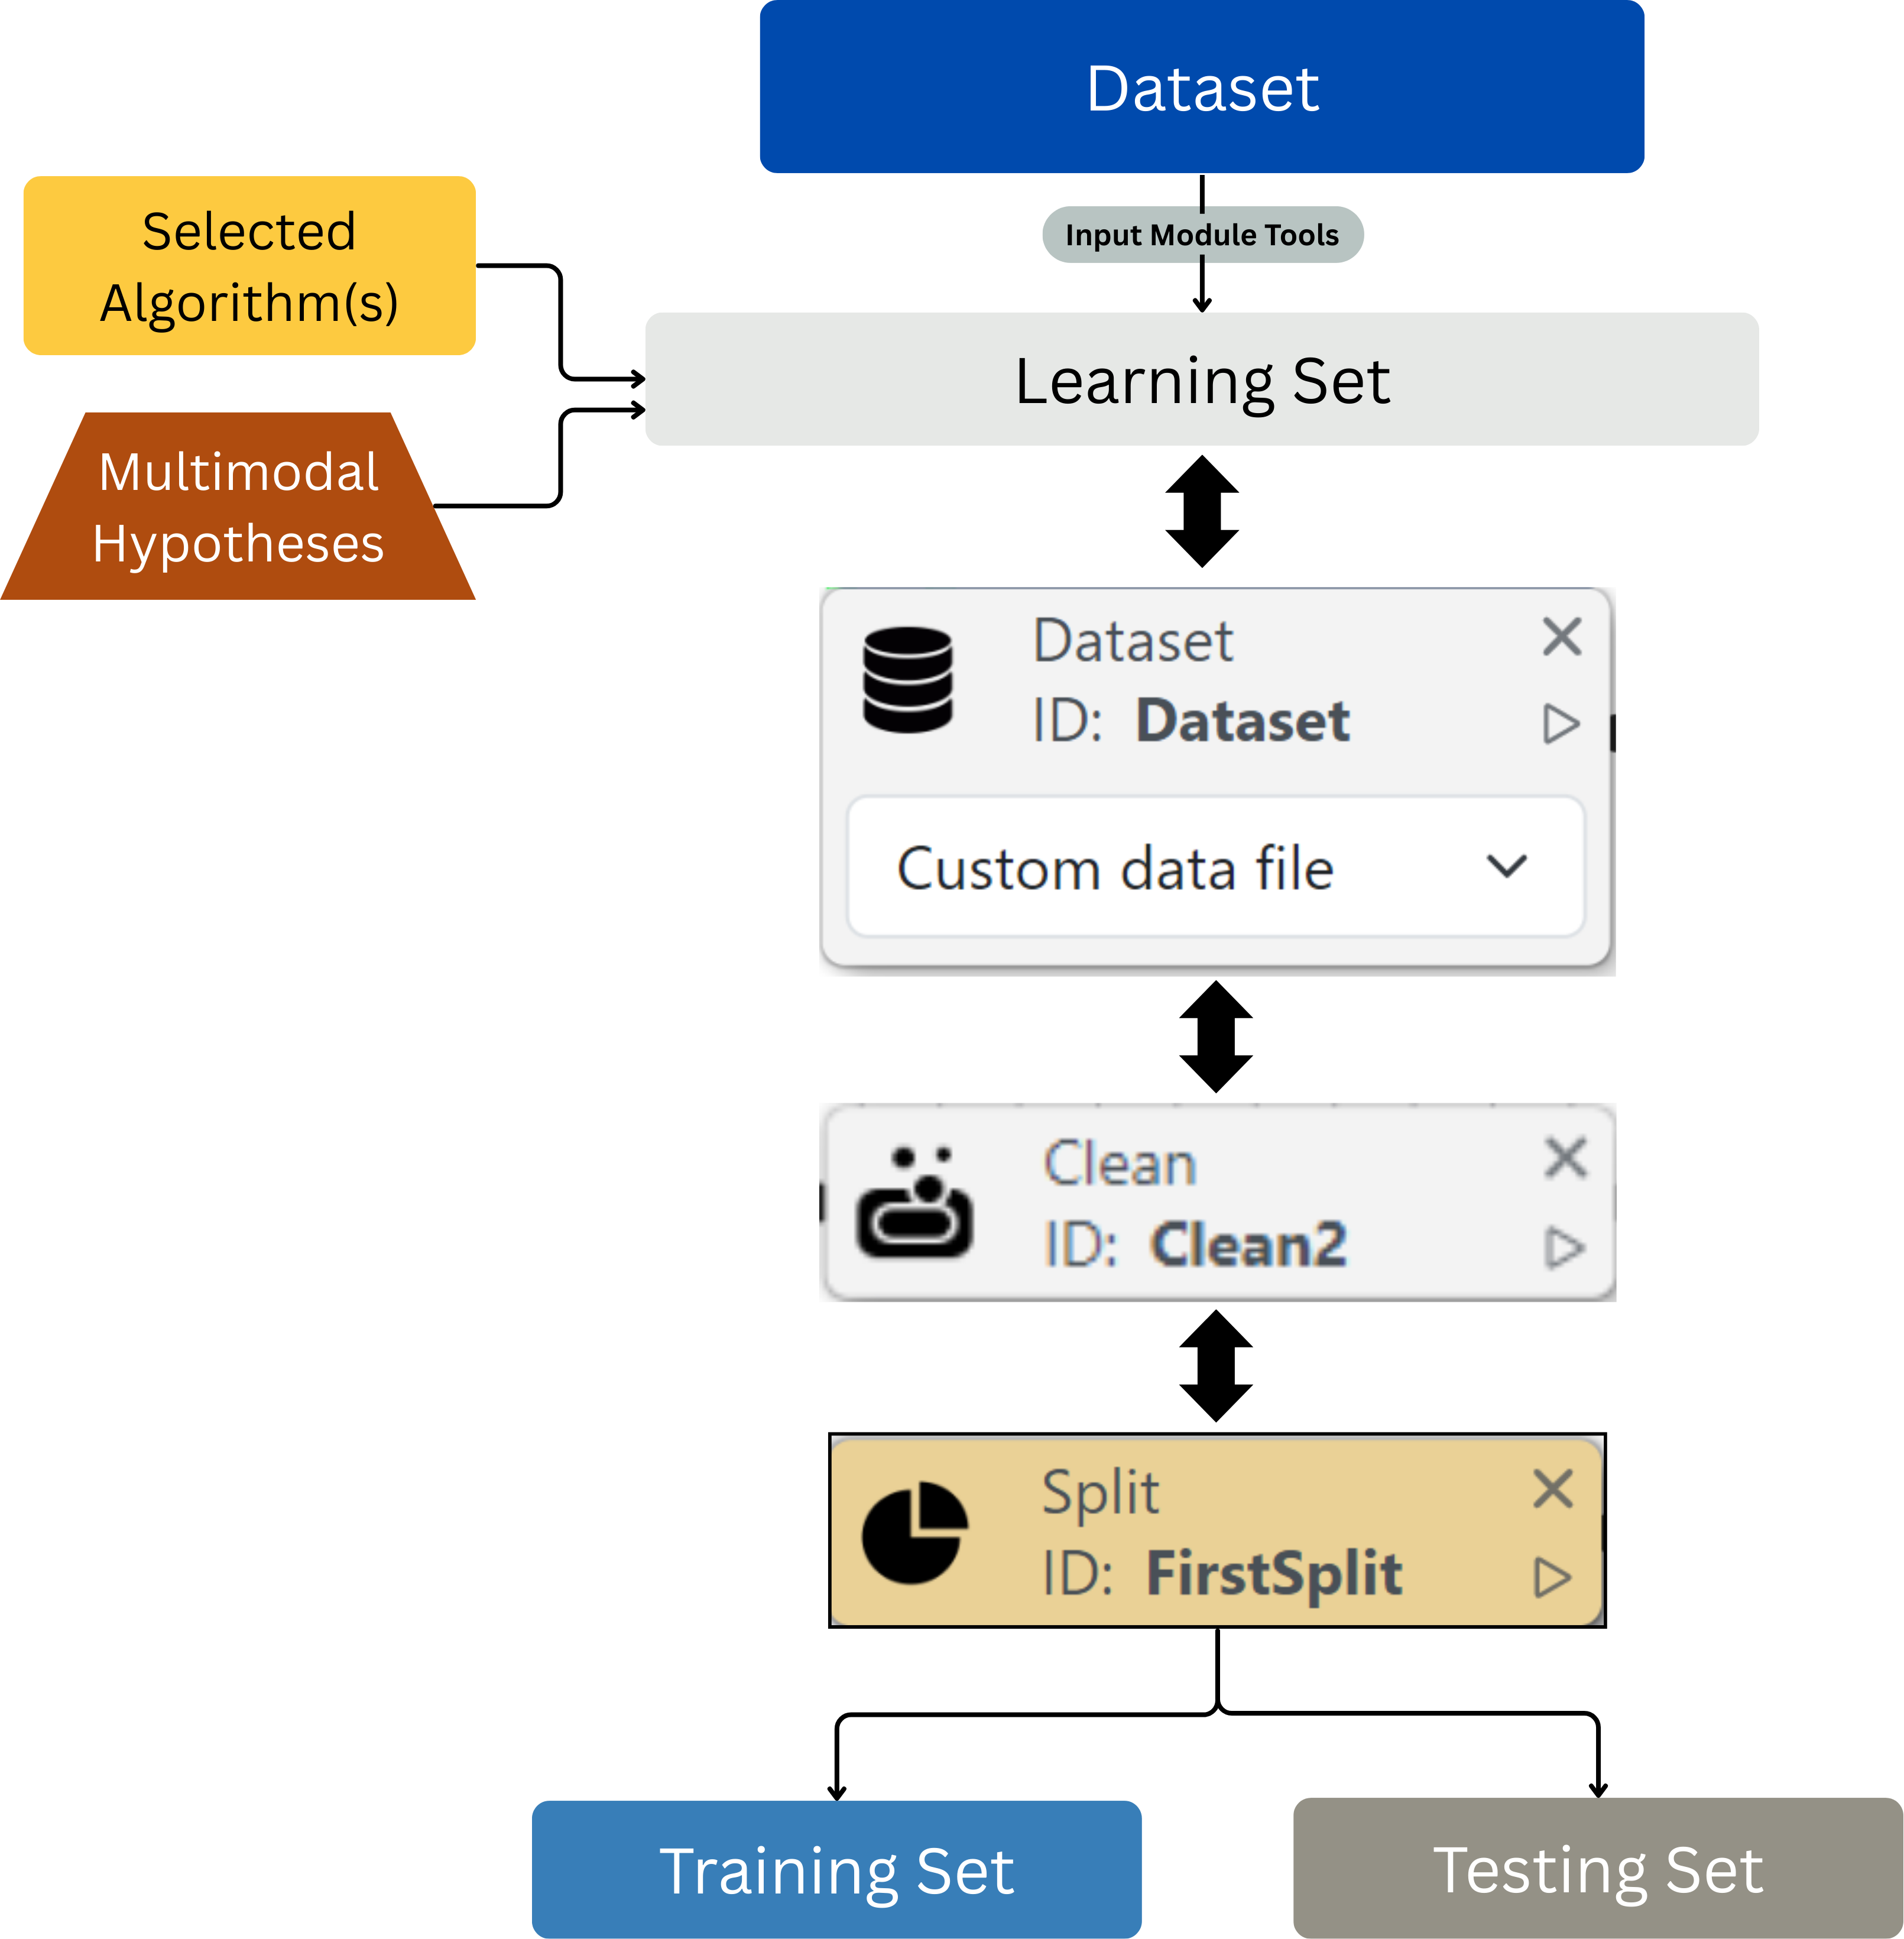 Dataset
Input Module Tools
Selected
Algorithm(s)
Learning Set
Multimodal
Hypotheses
Dataset
ID: Dataset
Custom data file
Clean
ID: Clean2
Split
ID: FirstSplit
Training Set
Testing Set